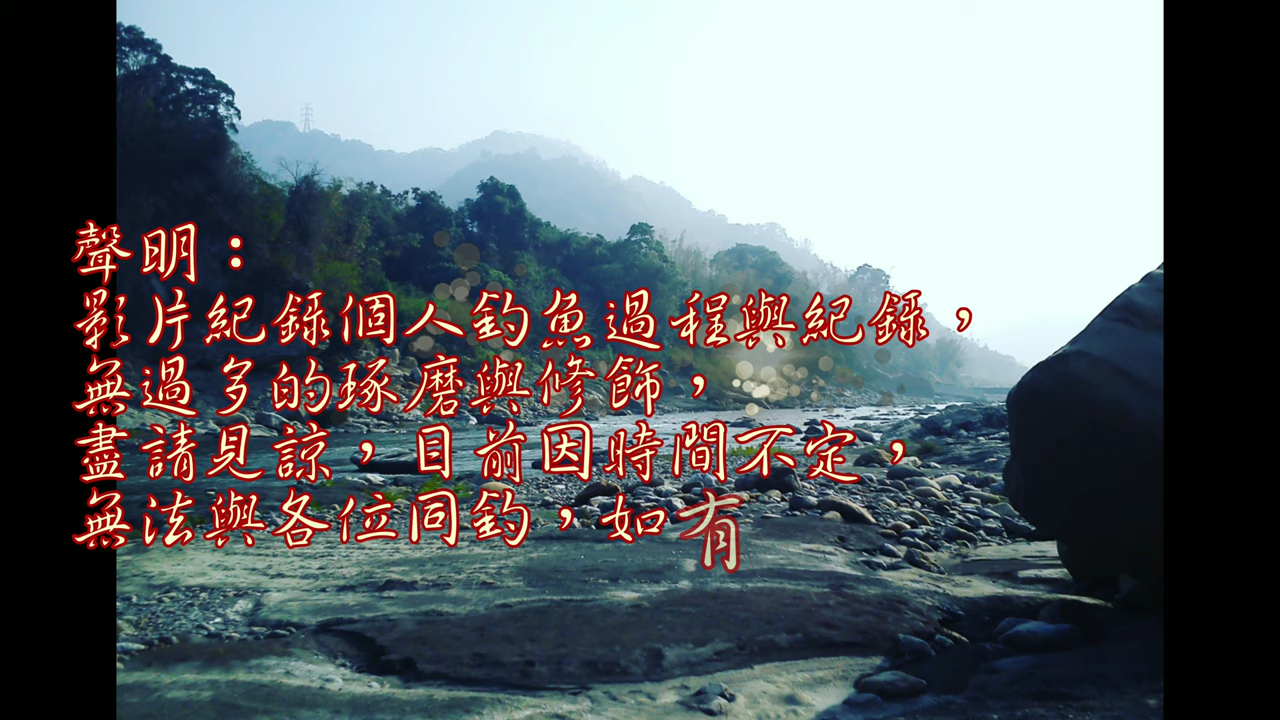 聲明：
影片紀錄個人釣魚過程與紀錄，
無過多的琢磨與修飾，
盡請見諒，目前因時間不定，
無法與各位同釣，如有